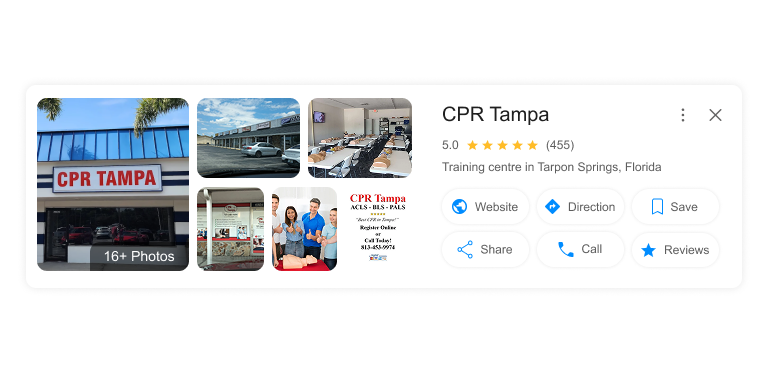 CPR TAMPA
16+ Photos
CPR Tampa
ACLS - BLS - PALS
"Best CPR in Tampa!"
Register Online
or
Call Today!
813-453-9974
CPR Tampa
5.0
(455)
Training centre in Tarpon Springs, Florida
Website
Direction
Save
Share
Call
Reviews